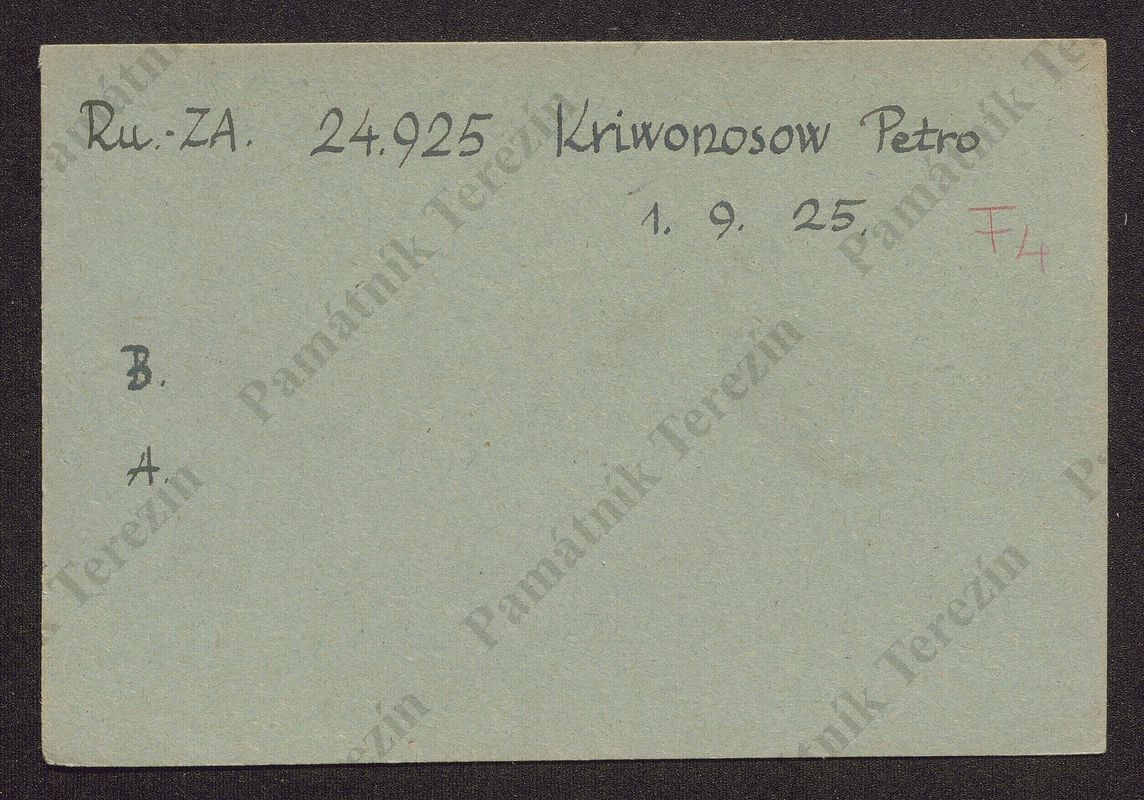 Ru.-ZA. 24.925 Kriwonosow Petro
1. 9. 25.
F4
B.
A.
Památník Terezín